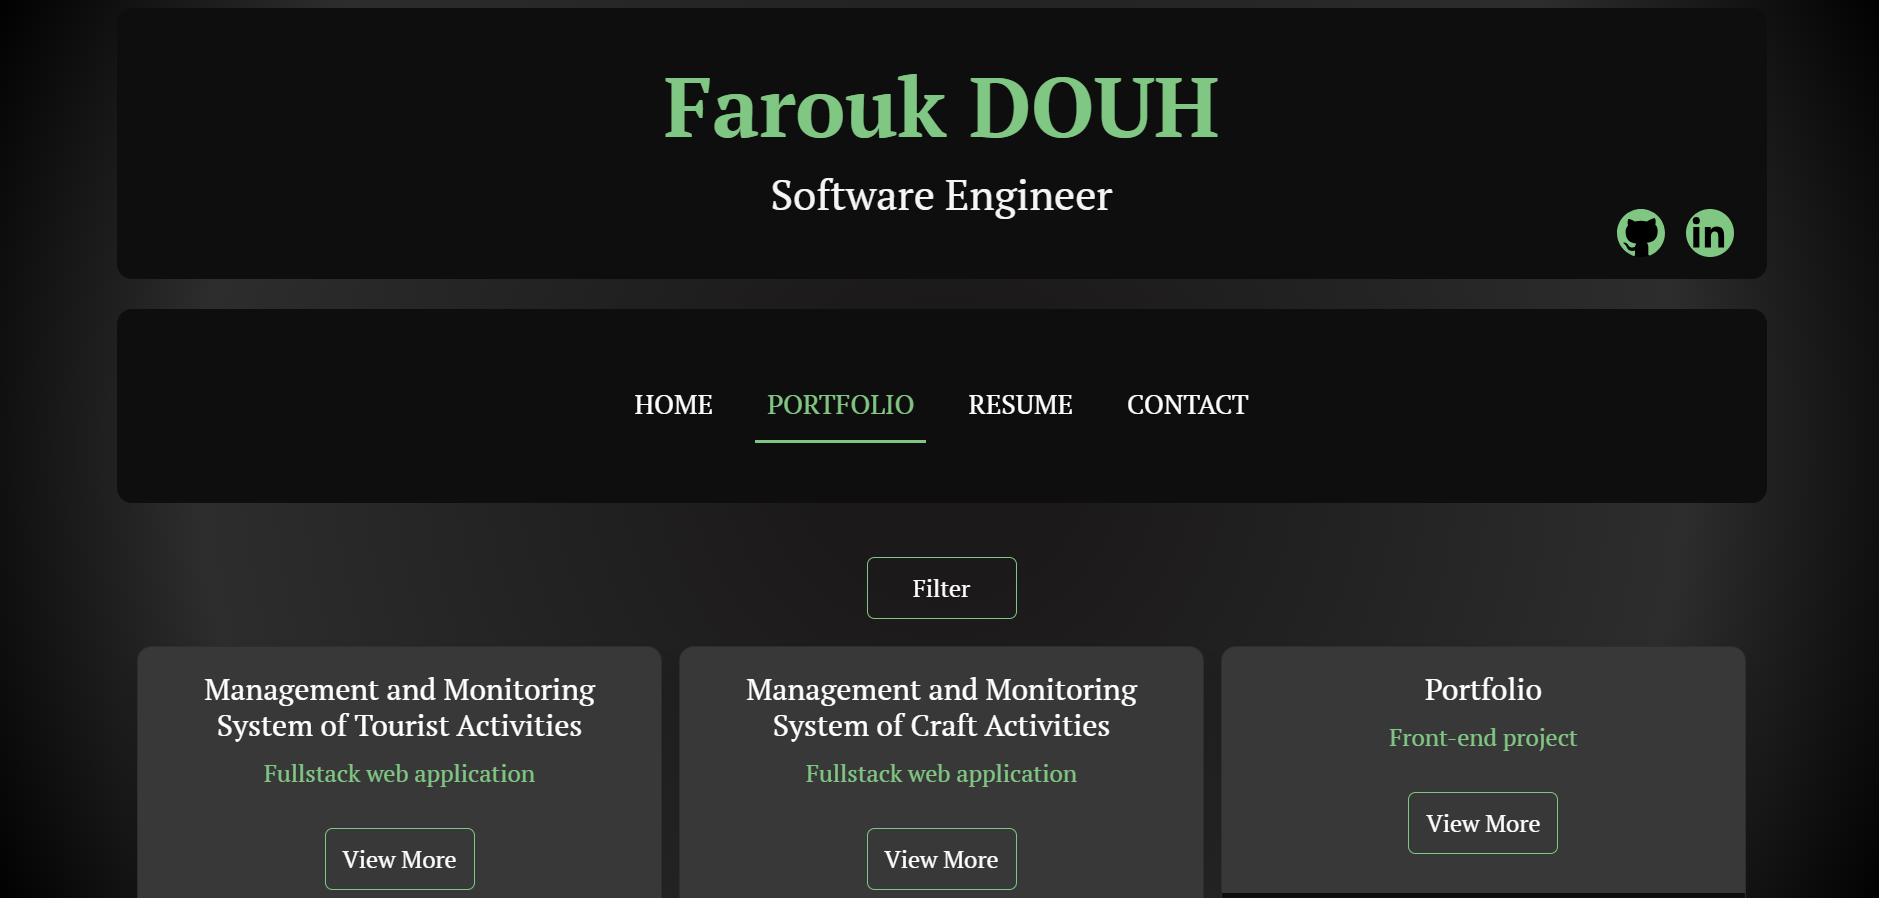 Farouk DOUH
Software Engineer
in
HOME PORTFOLIO RESUME CONTACT
Filter
Management and Monitoring
System of Tourist Activities
Fullstack web application
View More
Management and Monitoring
System of Craft Activities
Fullstack web application
View More
Portfolio
Front-end project
View More